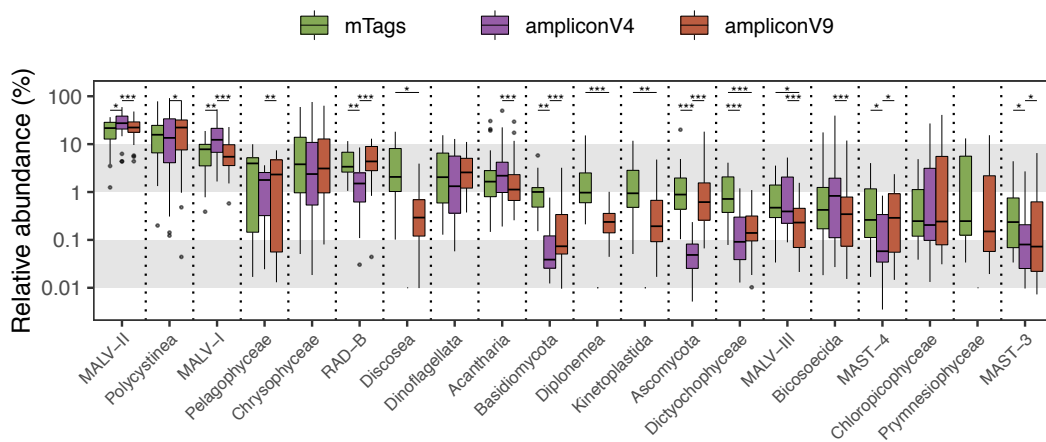 mTags ampliconV4 ampliconV9
Relative abundance (%)
100
10
1
0.1
0.01
* *** * ** *** ** ** *** * *** ** *** *** ** *** *** *** *** * *** *** * * * *
MALV−II Polycystinea MALV−I Pelagophyceae Chrysophyceae RAD−B Discosea Dinoflagellata Acantharia Basidiomycota Diplonemea Kinetoplastida Ascomycota Dictyochophyceae MALV−III Bicosoecida MAST−4 Chloropicophyceae Prymnesiophyceae MAST−3